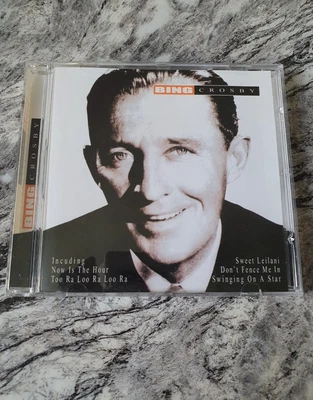 BING CROSBY
BING CROSBY
Incuding
Now Is The Hour
Too Ra Loo Ra Loo Ra
Sweet Leilani
Don't Fence Me In
Swinging On A Star